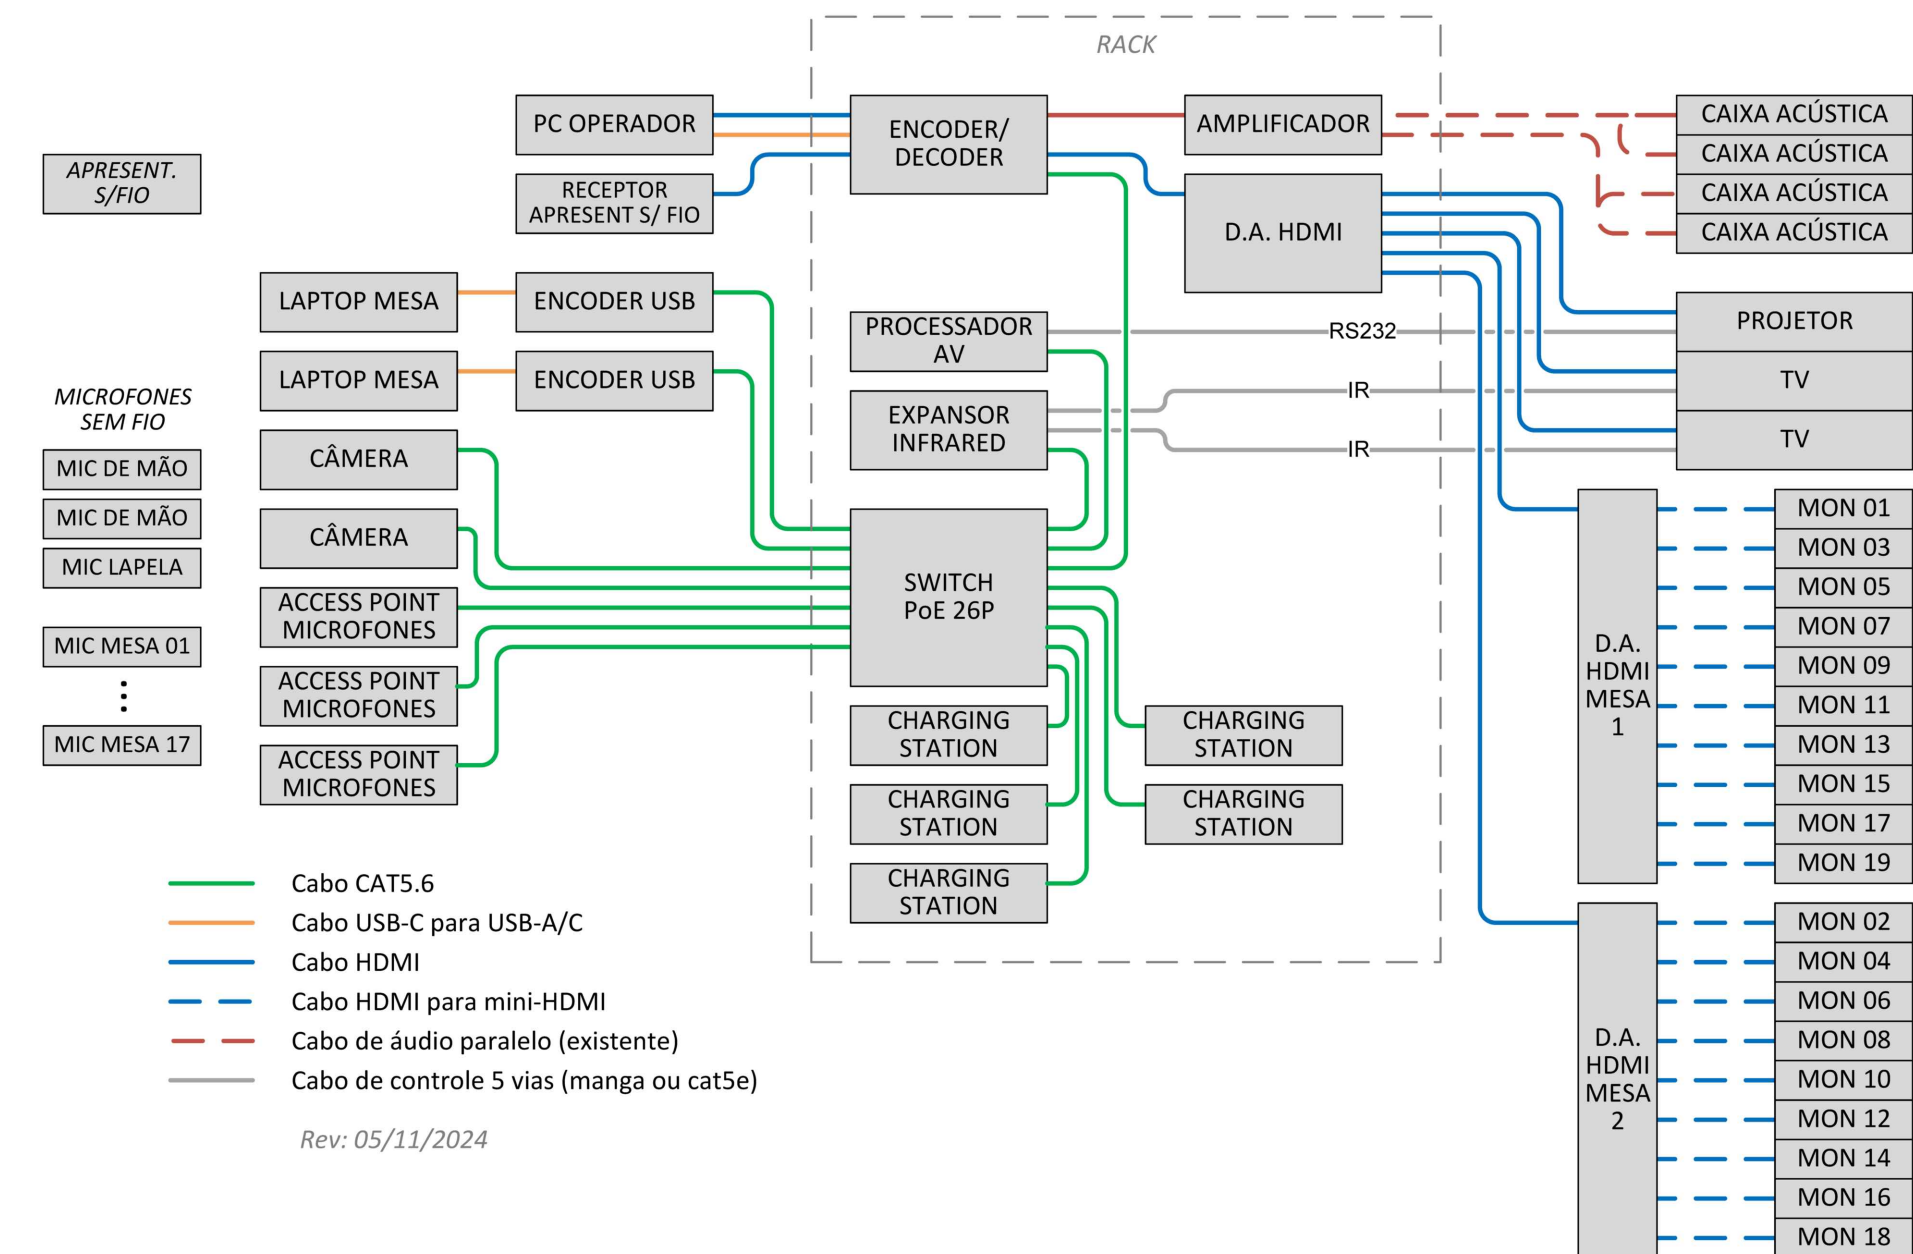 RACK
PC OPERADOR
ENCODER/
DECODER
AMPLIFICADOR
CAIXA ACÚSTICA
CAIXA ACÚSTICA
CAIXA ACÚSTICA
CAIXA ACÚSTICA
APRESENT.
S/FIO
RECEPTOR
APRESENT S/ FIO
D.A. HDMI
LAPTOP MESA
ENCODER USB
PROCESSADOR
AV
RS232
PROJETOR
LAPTOP MESA
ENCODER USB
EXPANSOR
INFRARED
IR
IR
TV
TV
MICROFONES
SEM FIO
MIC DE MÃO
MIC DE MÃO
MIC LAPELA
MIC MESA 01
MIC MESA 17
CÂMERA
CÂMERA
ACCESS POINT
MICROFONES
ACCESS POINT
MICROFONES
ACCESS POINT
MICROFONES
SWITCH
PoE 26P
CHARGING
STATION
CHARGING
STATION
CHARGING
STATION
CHARGING
STATION
CHARGING
STATION
D.A.
HDMI
MESA
1
MON 01
MON 03
MON 05
MON 07
MON 09
MON 11
MON 13
MON 15
MON 17
MON 19
D.A.
HDMI
MESA
2
MON 02
MON 04
MON 06
MON 08
MON 10
MON 12
MON 14
MON 16
MON 18
Cabo CAT5.6
Cabo USB-C para USB-A/C
Cabo HDMI
Cabo HDMI para mini-HDMI
Cabo de áudio paralelo (existente)
Cabo de controle 5 vias (manga ou cat5e)
Rev: 05/11/2024